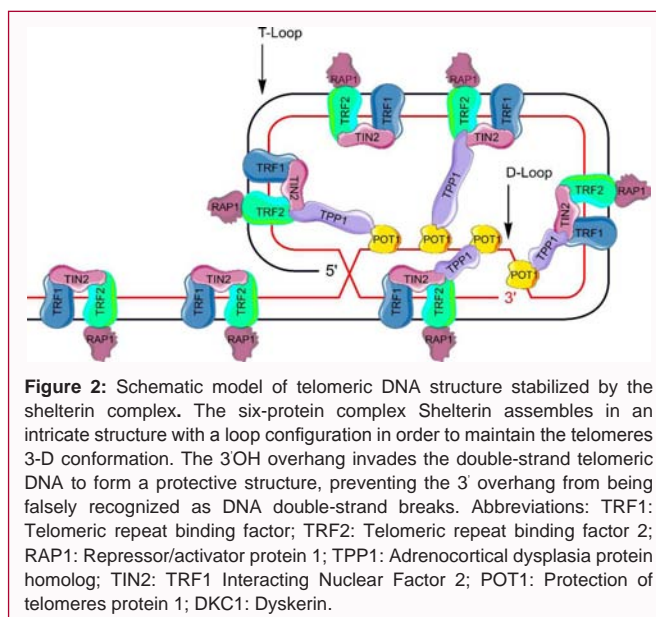 T-Loop
RAP1
RAP1
TRF2
TRF1
TRF2
TRF1
TIN2
TIN2
D-Loop
TRF1
TIN2
TPP1
TRF2
RAP1
RAP1
TRF2
TPP1
TIN2
TRF1
POT1
POT1
POT1
TPP1
POT1
5'
TIN2
TIN2
TIN2
TPP1
3'
TRF1
TRF2
TRF1
TRF2
TRF1
TRF2
RAP1
RAP1
RAP1
Figure 2: Schematic model of telomeric DNA structure stabilized by the
shelterin complex. The six-protein complex Shelterin assembles in an
intricate structure with a loop configuration in order to maintain the telomeres
3-D conformation. The 3'OH overhang invades the double-strand telomeric
DNA to form a protective structure, preventing the 3' overhang from being
falsely recognized as DNA double-strand breaks. Abbreviations: TRF1:
Telomeric repeat binding factor; TRF2: Telomeric repeat binding factor 2;
RAP1: Repressor/activator protein 1; TPP1: Adrenocortical dysplasia protein
homolog; TIN2: TRF1 Interacting Nuclear Factor 2; POT1: Protection of
telomeres protein 1; DKC1: Dyskerin.